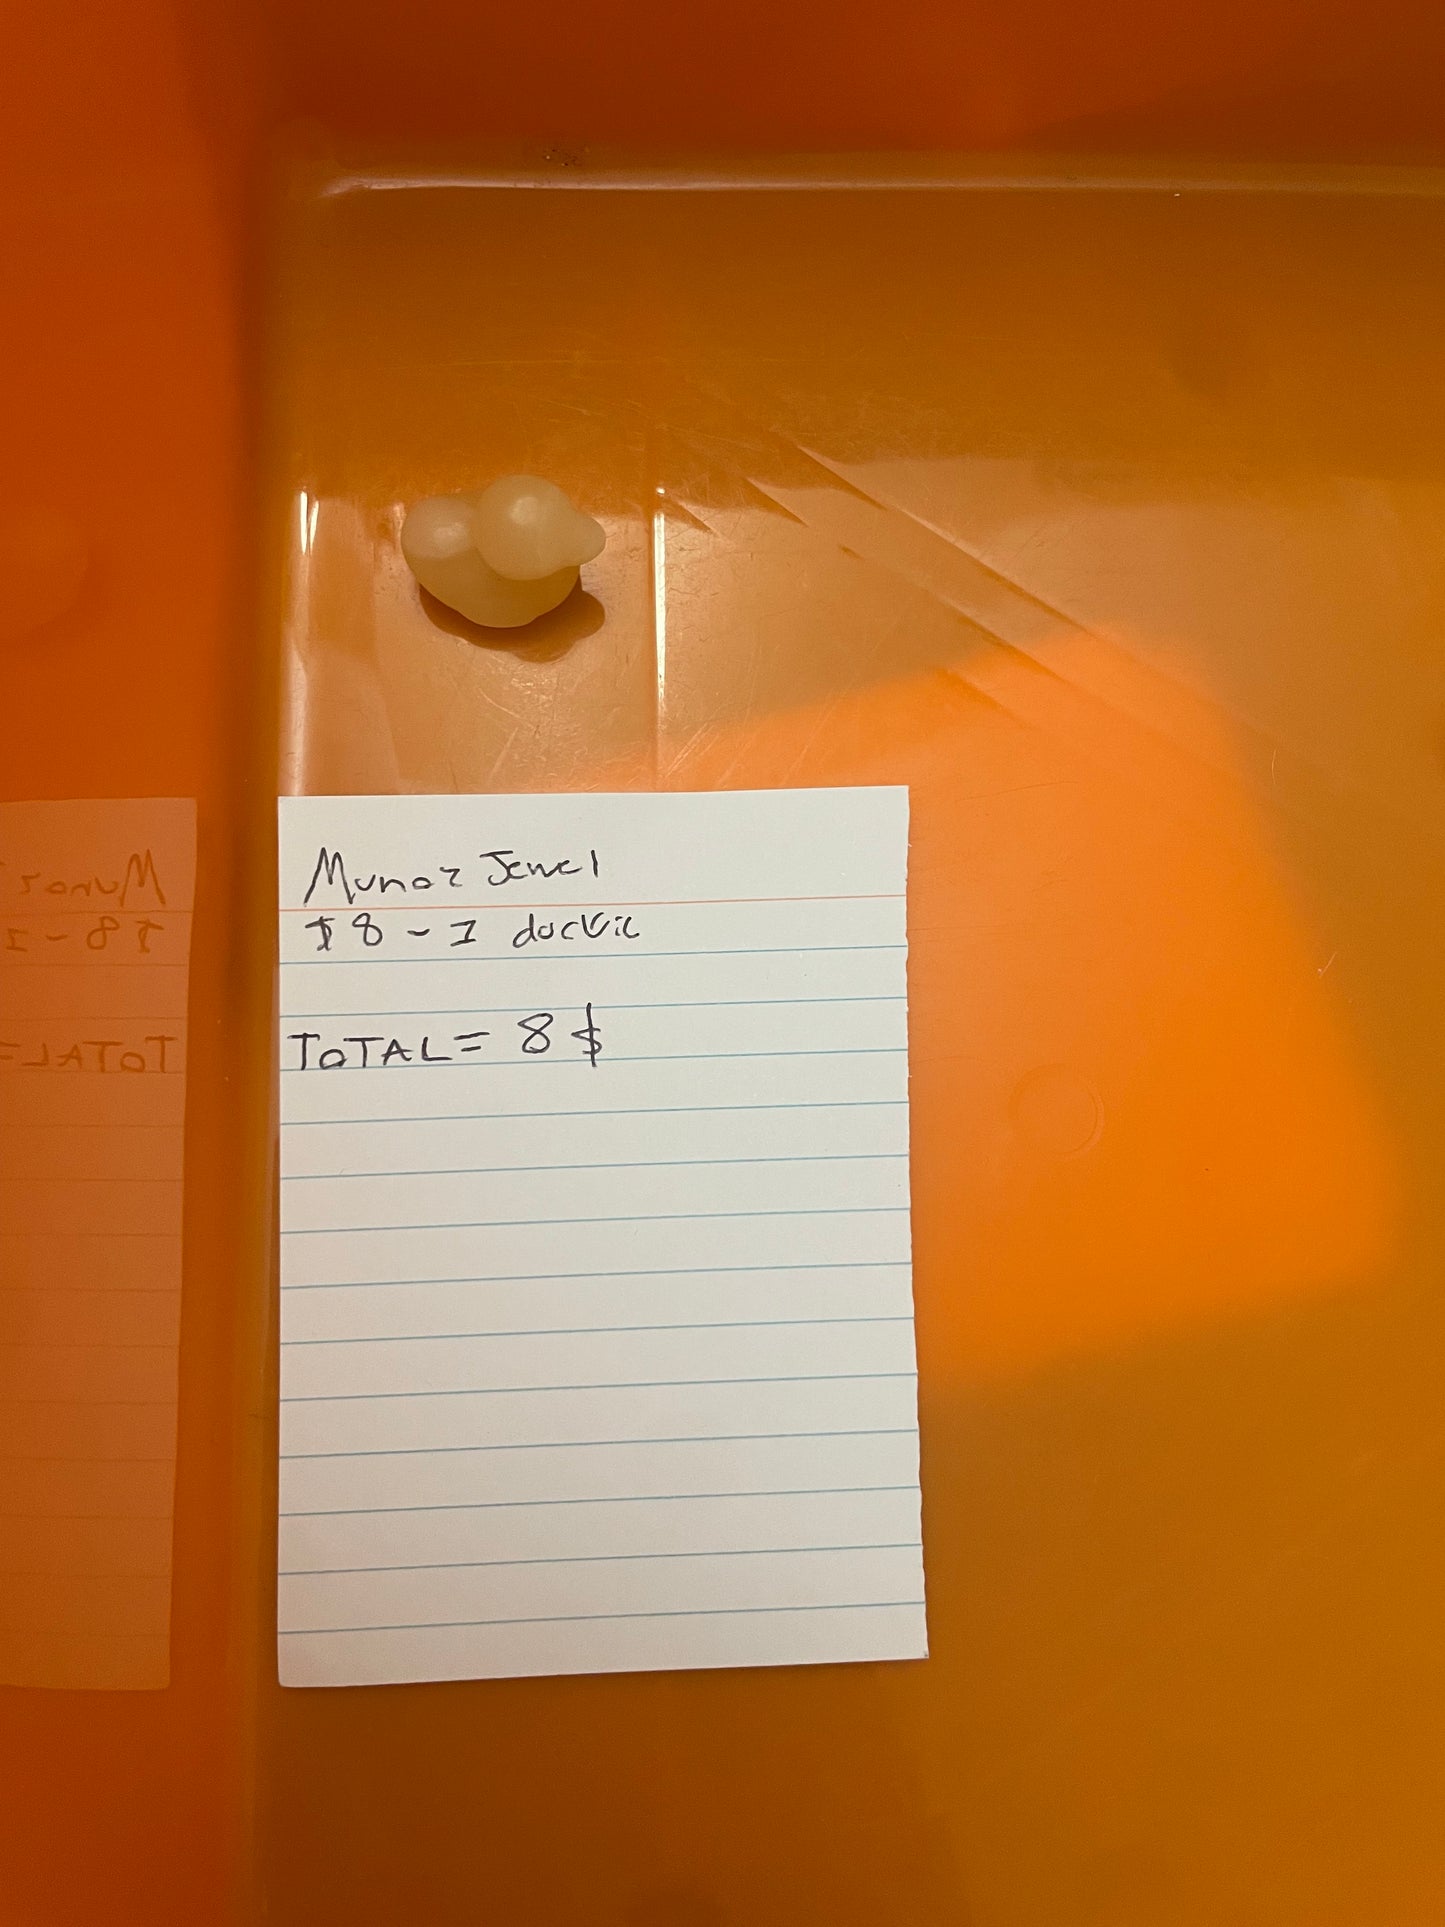 Munoz Jewel
$8 - 1 duckie
TOTAL= 8$